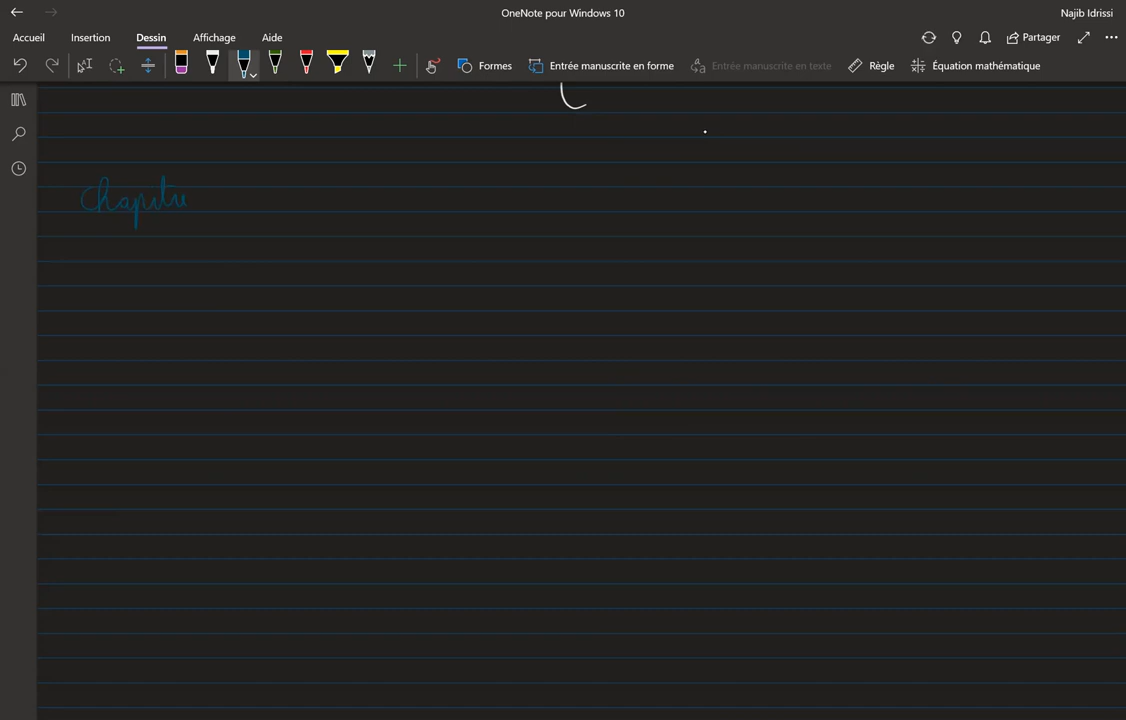 OneNote pour Windows 10
Najib Idrissi
Accueil Insertion Dessin Affichage Aide
Partager
Formes Entrée manuscrite en forme Entrée manuscrite en texte Règle Équation mathématique
Chapitre